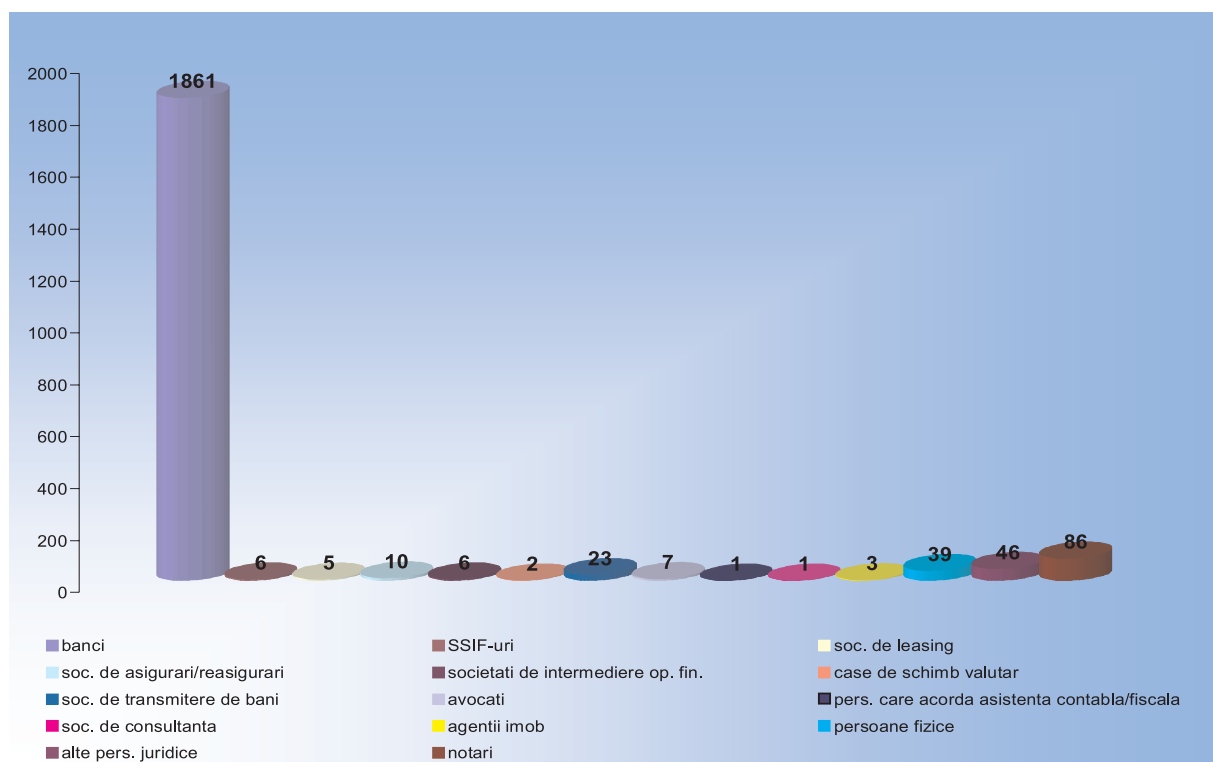 2000
1800
1600
1400
1200
1000
800
600
400
200
0
1861
6
5
10
6
2
23
7
1
1
3
39
46
86
banci
SSIF-uri
soc. de leasing
soc. de asigurari/reasigurari
societati de intermediere op. fin.
case de schimb valutar
soc. de transmitere de bani
avocati
pers. care acorda asistenta contabla/fiscala
soc. de consultanta
agentii imob
persoane fizice
alte pers. juridice
notari